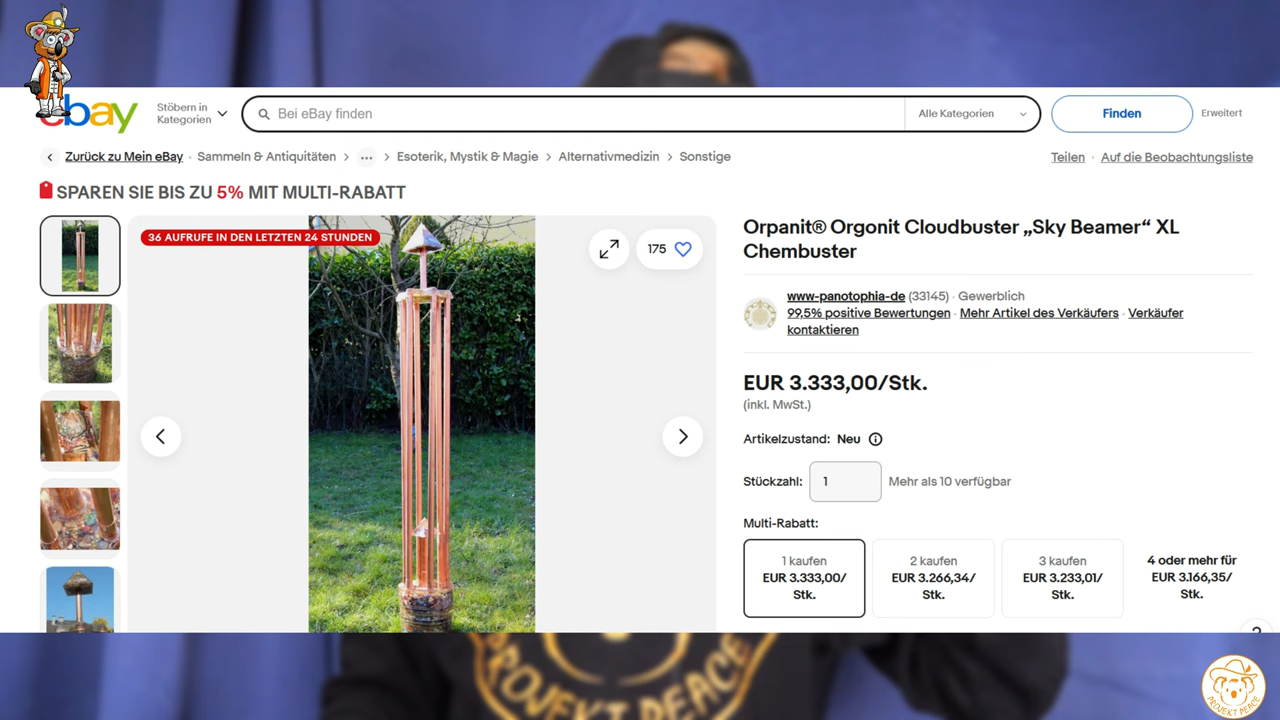 ebay
Stöbern in
Kategorien
Bei eBay finden
Alle Kategorien
Finden
Erweitert
Zurück zu Mein eBay · Sammeln & Antiquitäten > ... > Esoterik, Mystik & Magie > Alternativmedizin > Sonstige
Teilen · Auf die Beobachtungsliste
SPAREN SIE BIS ZU 5% MIT MULTI-RABATT
36 AUFRUFE IN DEN LETZTEN 24 STUNDEN
175
Orpanit® Orgonit Cloudbuster „Sky Beamer“ XL
Chembuster
www-panotophia-de (33145) · Gewerblich
99,5% positive Bewertungen · Mehr Artikel des Verkäufers · Verkäufer
kontaktieren
EUR 3.333,00/Stk.
(inkl. MwSt.)
Artikelzustand: Neu
Stückzahl: 1 Mehr als 10 verfügbar
Multi-Rabatt:
1 kaufen
EUR 3.333,00/
Stk.
2 kaufen
EUR 3.266,34/
Stk.
3 kaufen
EUR 3.233,01/
Stk.
4 oder mehr für
EUR 3.166,35/
Stk.
PROJEKT PEACE
PROJEKT PEACE